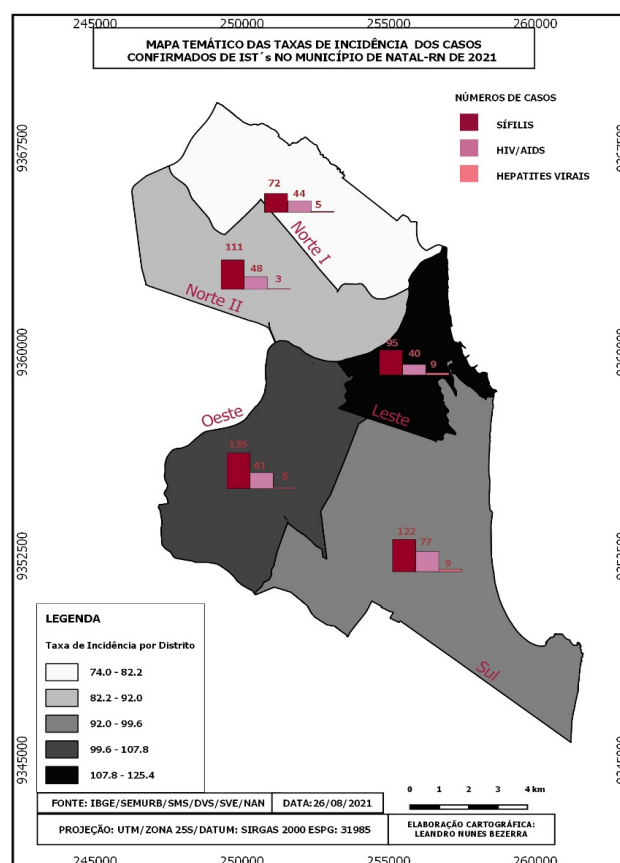 245000 250000 255000 260000
MAPA TEMÁTICO DAS TAXAS DE INCIDÊNCIA DOS CASOS
CONFIRMADOS DE IST´s NO MUNICÍPIO DE NATAL-RN DE 2021
NÚMEROS DE CASOS
SÍFILIS
HIV/AIDS
HEPATITES VIRAIS
9367500
9367500
72
44
5
Norte I
111
48
3
Norte II
9360000
9360000
95
40
9
Leste
Oeste
135
61
5
122
77
9
9352500
9352500
Sul
LEGENDA
Taxa de Incidência por Distrito
74.0 - 82.2
82.2 - 92.0
92.0 - 99.6
99.6 - 107.8
107.8 - 125.4
9345000
9345000
FONTE: IBGE/SEMURB/SMS/DVS/SVE/NAN
DATA:26/08/2021
0 1 2 3 4 km
PROJEÇÃO: UTM/ZONA 25S/DATUM: SIRGAS 2000 ESPG: 31985
ELABORAÇÃO CARTOGRÁFICA:
LEANDRO NUNES BEZERRA
245000 250000 255000 260000